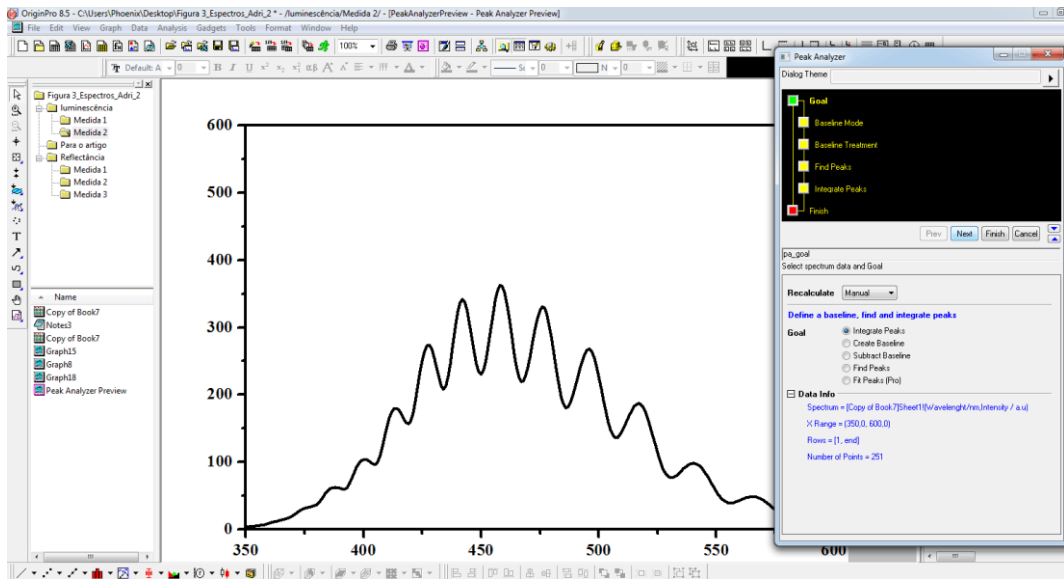 OriginPro 8.5 - C:\Users\Phoenix\Desktop\Figura 3_Espectros_Adri_2 * - /luminescência/Medida 2/ - [PeakAnalyzerPreview - Peak Analyzer Preview]
File Edit View Graph Data Analysis Gadgets Tools Format Window Help
100%
Default: A 0 B I U
0 N 0
Figura 3_Espectros_Adri_2
luminescência
Medida 1
Medida 2
Para o artigo
Reflectância
Medida 1
Medida 2
Medida 3
Name
Copy of Book7
Notes3
Copy of Book7
Graph15
Graph8
Graph18
Peak Analyzer Preview
600
500
400
300
200
100
0
350 400 450 500 550 600
Peak Analyzer
Dialog Theme
Goal
Baseline Mode
Baseline Treatment
Find Peaks
Integrate Peaks
Finish
Prev Next Finish Cancel
pa_goal
Select spectrum data and Goal
Recalculate Manual
Define a baseline, find and integrate peaks
Goal Integrate Peaks
Create Baseline
Subtract Baseline
Find Peaks
Fit Peaks (Pro)
Data Info
Spectrum = [Copy of Book7]Sheet1!(Wavelenght/nm,Intensity / a.u)
X Range = (350,0, 600,0)
Rows = [1, end]
Number of Points = 251